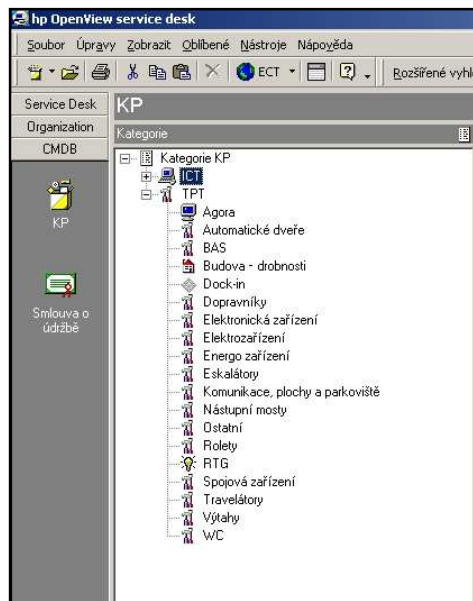 hp OpenView service desk
Soubor Úpravy Zobrazit Oblíbené Nástroje Nápověda
ECT Rozšířené vyhl
Service Desk
Organization
CMDB
KP
Smlouva o
údržbě
KP
Kategorie
Kategorie KP
ICT
TPT
Agora
Automatické dveře
BAS
Budova - drobnosti
Dock-in
Dopravníky
Elektronická zařízení
Elektrozařízení
Energo zařízení
Eskalátory
Komunikace, plochy a parkoviště
Nástupní mosty
Ostatní
Rolety
RTG
Spojová zařízení
Travelátory
Výtahy
WC